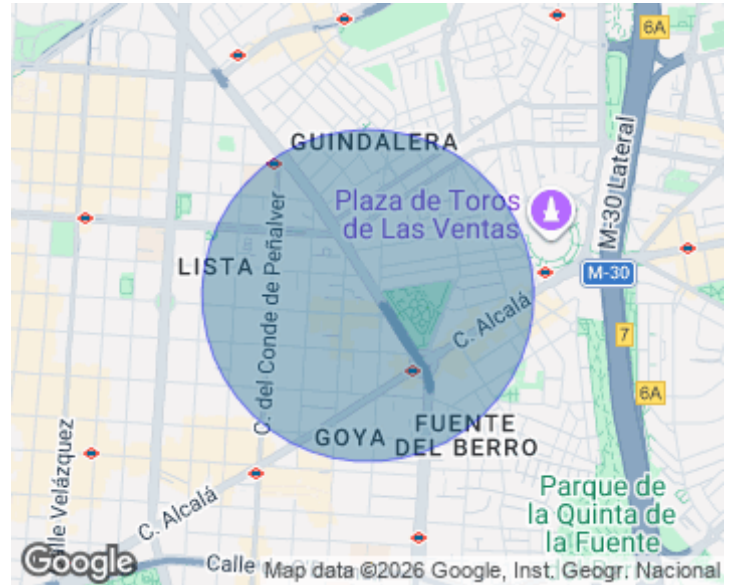 6A
GUINDALERA
Plaza de Toros
de Las Ventas
M-30 Lateral
LISTA
C. del Conde de Peñalver
M-30
C. Alcalá
7
6A
GOYA
FUENTE
DEL BERRO
Velázquez
C. Alcalá
Parque de
la Quinta de
la Fuente
Google
Calle de
Map data ©2026 Google, Inst. Geogr. Nacional